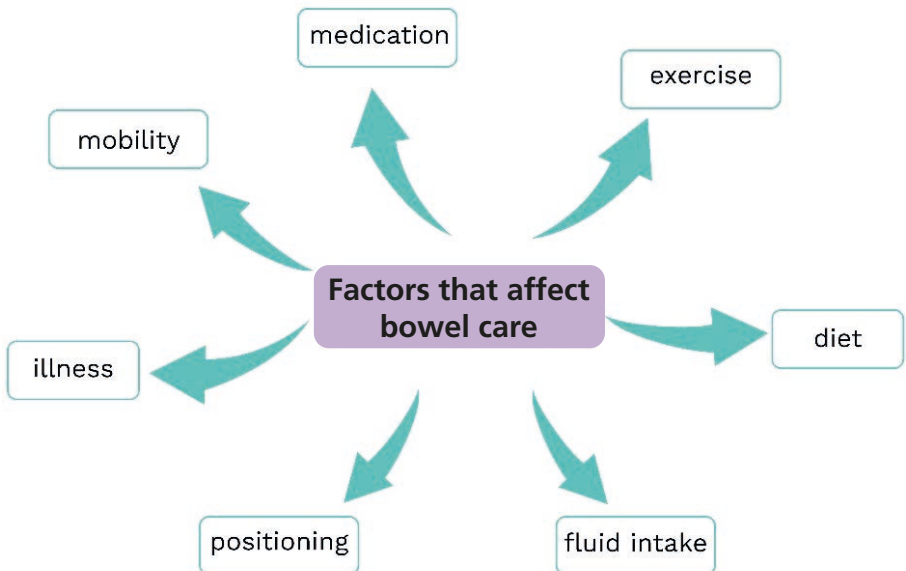 medication
exercise
mobility
Factors that affect
bowel care
diet
illness
positioning
fluid intake